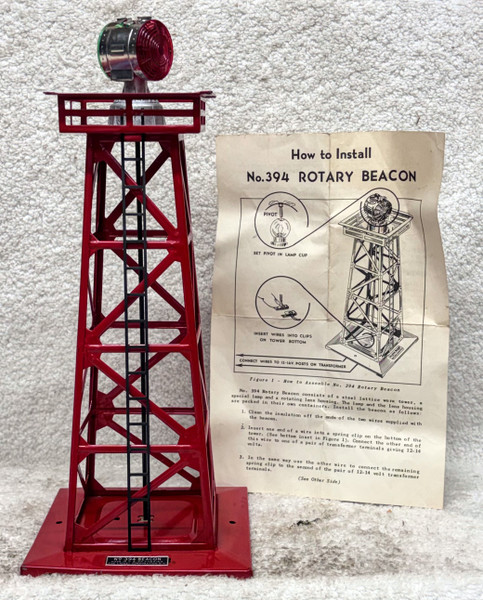 How to Install
No.394 ROTARY BEACON
PIVOT
SET PIVOT IN LAMP CUP
INSERT WIRES INTO CLIPS
ON TOWER BOTTOM
CONNECT WIRES TO 12-14V POSTS ON TRANSFORMER
Figure 1 - How to Assemble No. 394 Rotary Beacon
No. 394 Rotary Beacon consists of a steel lattice work tower, a
special lamp and a rotating lens housing. The lamp and the lens housing
are packed in their own containers. Install the beacon as follows:
1. Clean the insulation off the ends of the two wires supplied with
the beacon.
2. Insert one end of a wire into a spring clip on the bottom of the
tower. (See bottom insert in Figure 1). Connect the other end of
this wire to one of a pair of transformer terminals giving 12-14
volts.
3. In the same way use the other wire to connect the remaining
spring clip to the second of the pair of 12-14 volt transformer
terminals.
(See Other Side)
NO 394 BEACON